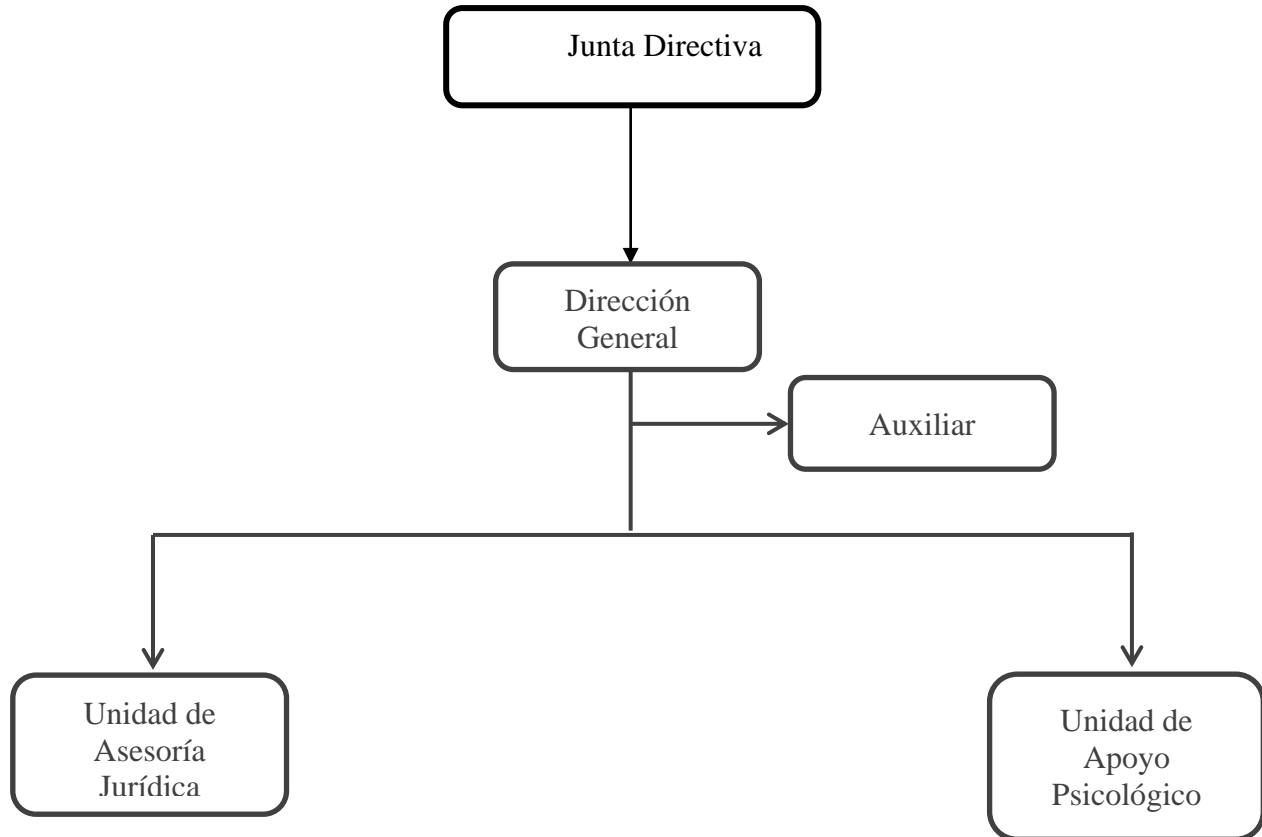 Junta Directiva
Dirección
General
Auxiliar
Unidad de
Asesoría
Jurídica
Unidad de
Apoyo
Psicológico